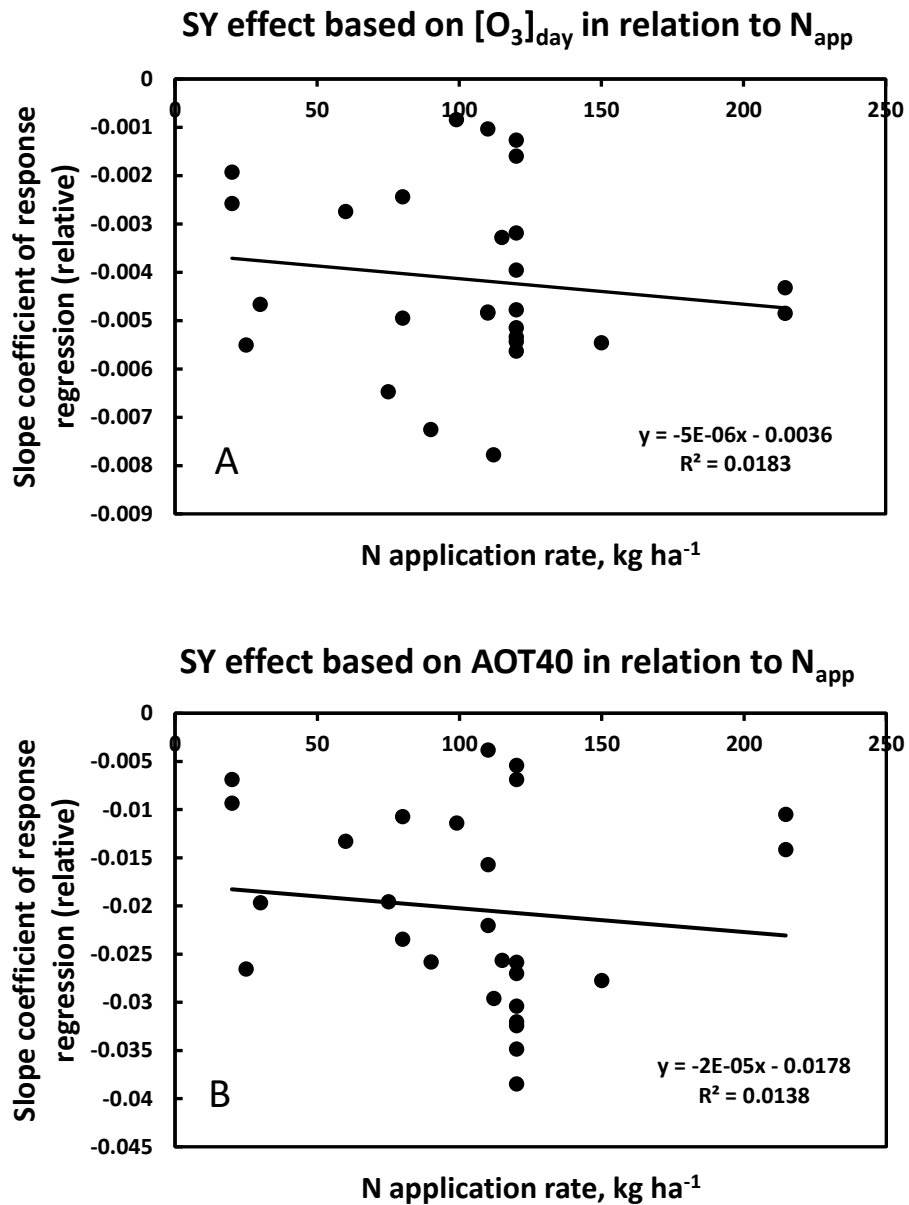 SY effect based on [O₃]day in relation to Napp
0
0 50 100 150 200 250
-0.001
-0.002
-0.003
-0.004
-0.005
-0.006
-0.007
-0.008
-0.009
Slope coefficient of response
regression (relative)
A
y = -5E-06x - 0.0036
R² = 0.0183
N application rate, kg ha⁻¹
SY effect based on AOT40 in relation to Napp
0
0 50 100 150 200 250
-0.005
-0.01
-0.015
-0.02
-0.025
-0.03
-0.035
-0.04
-0.045
Slope coefficient of response
regression (relative)
B
y = -2E-05x - 0.0178
R² = 0.0138
N application rate, kg ha⁻¹